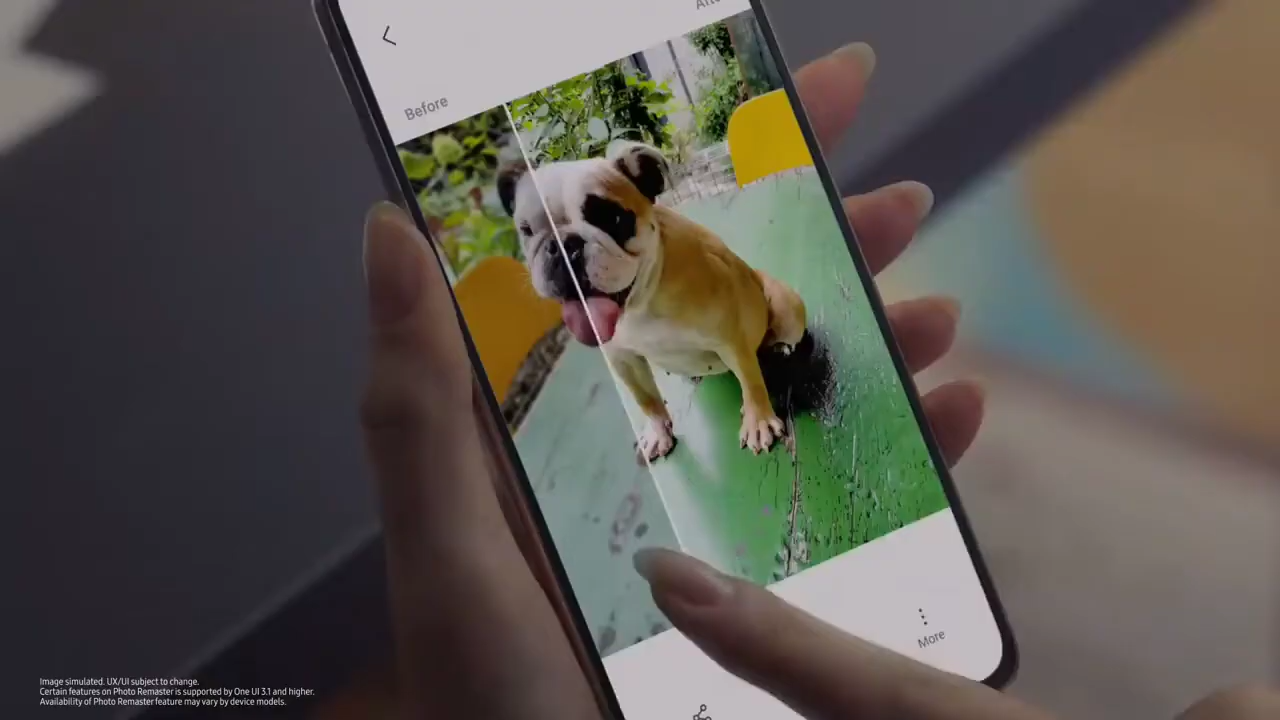 Before
More
Image simulated. UX/UI subject to change.
Certain features on Photo Remaster is supported by One UI 3.1 and higher.
Availability of Photo Remaster feature may vary by device models.